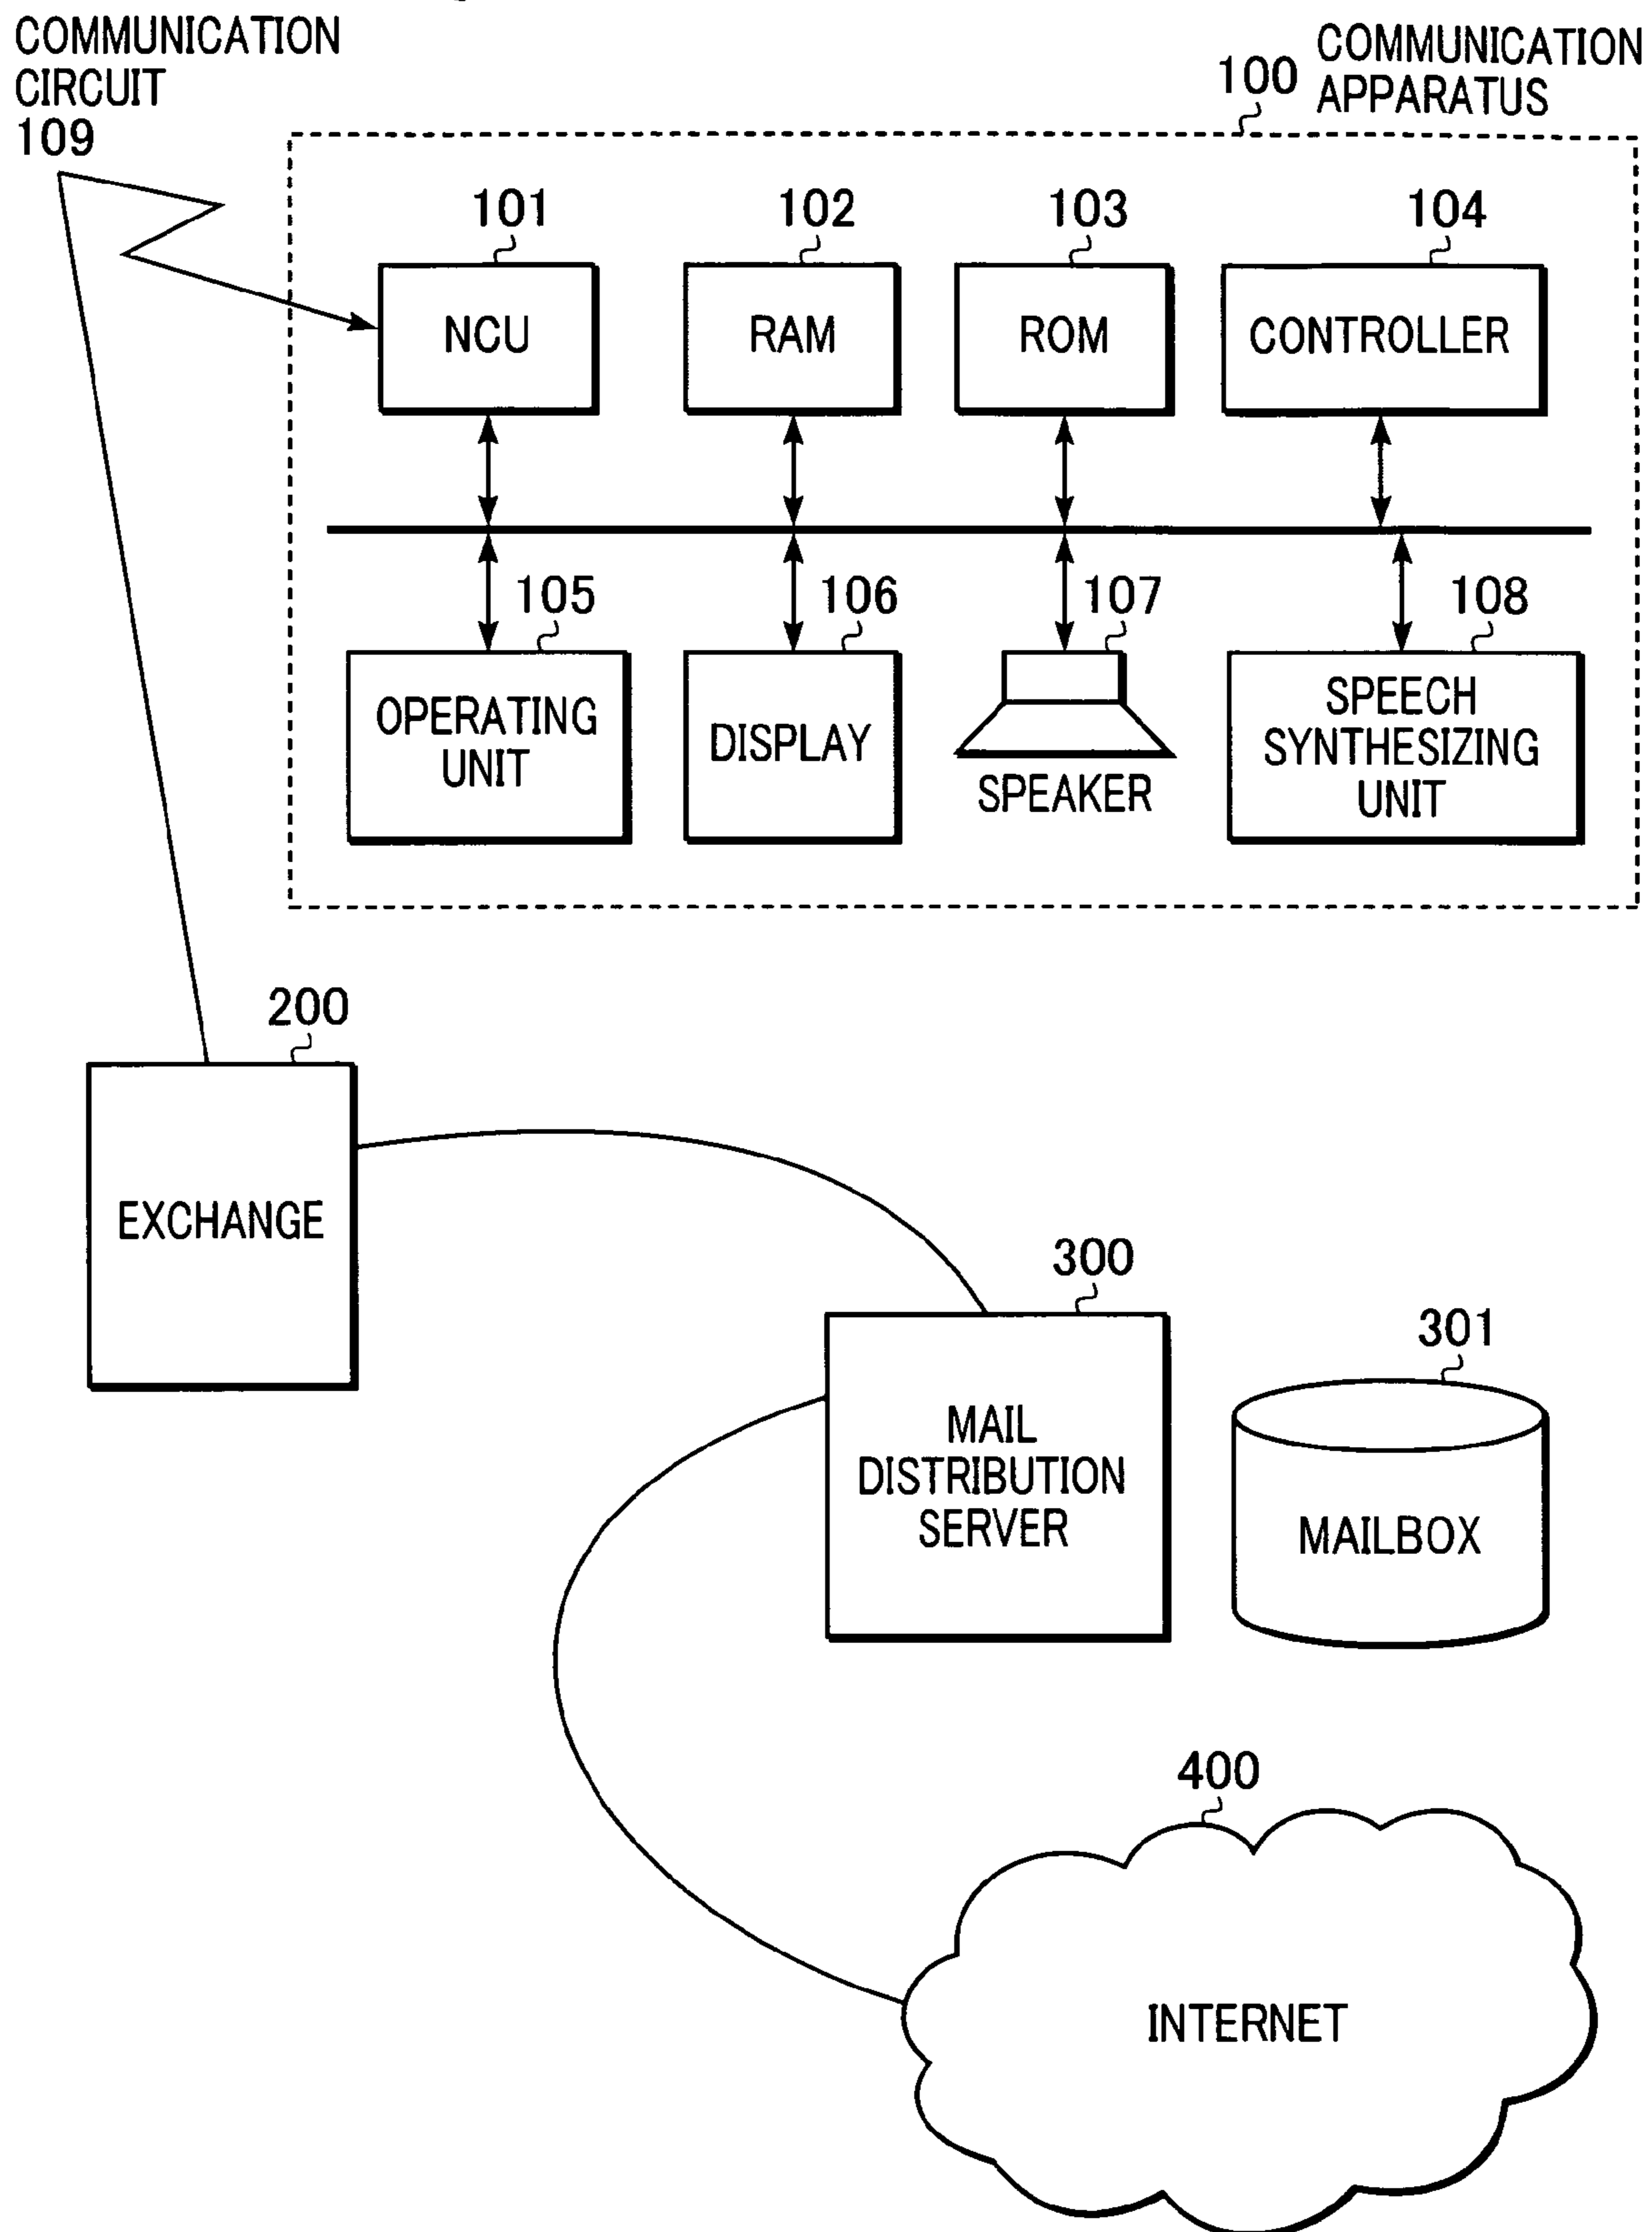 COMMUNICATION
CIRCUIT
109
100
COMMUNICATION
APPARATUS
101
102
103
104
NCU
RAM
ROM
CONTROLLER
105
106
107
108
OPERATING
UNIT
DISPLAY
SPEAKER
SPEECH
SYNTHESIZING
UNIT
200
EXCHANGE
300
301
MAIL
DISTRIBUTION
SERVER
MAILBOX
400
INTERNET